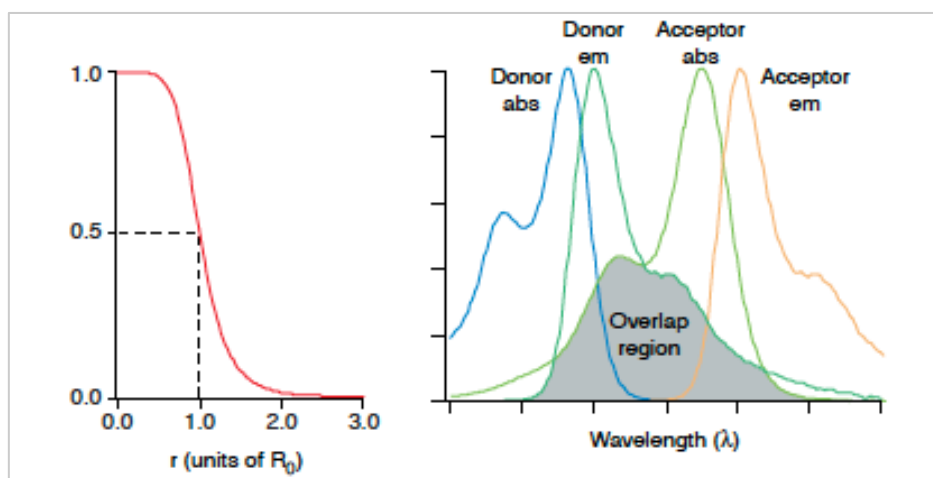 1.0
0.5
0.0
0.0
1.0
2.0
3.0
r (units of R₀)
Donor
abs
Donor
em
Acceptor
abs
Acceptor
em
Overlap
region
Wavelength (λ)